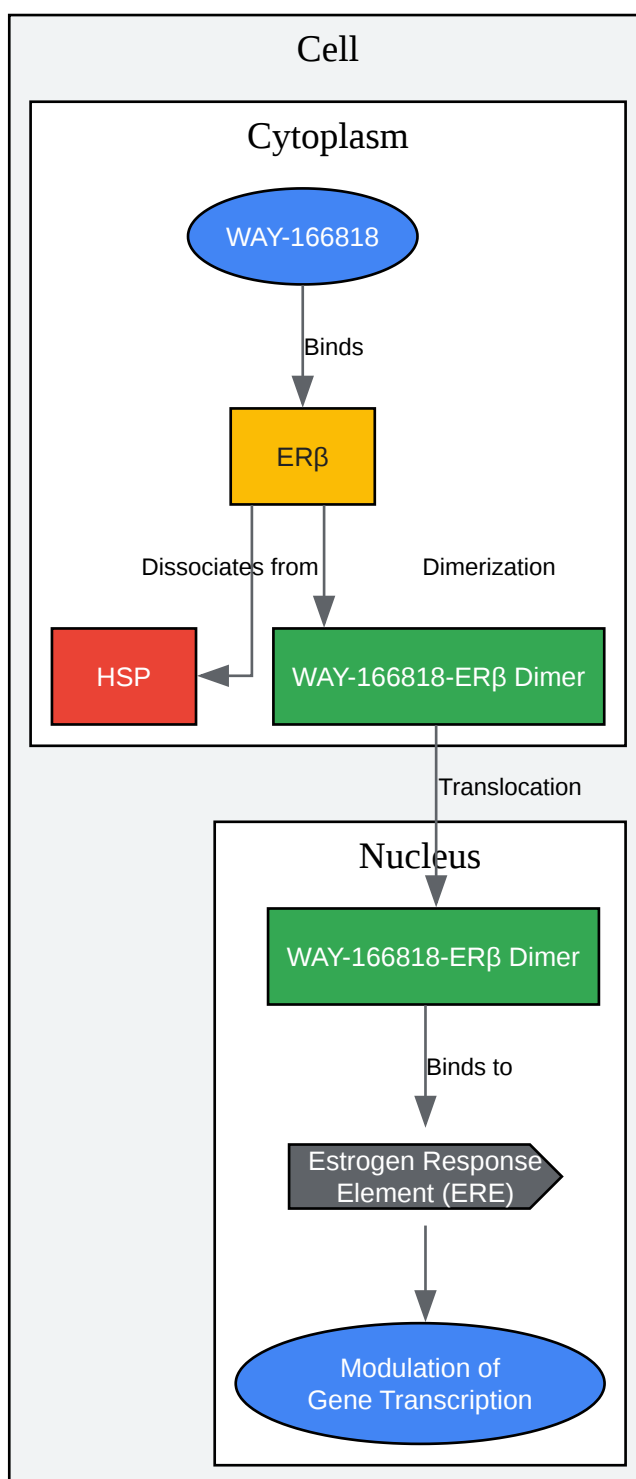 Cell
Cytoplasm
WAY-166818
Binds
ERβ
Dissociates from
Dimerization
HSP
WAY-166818-ERβ Dimer
Translocation
Nucleus
WAY-166818-ERβ Dimer
Binds to
Estrogen Response
Element (ERE)
Modulation of
Gene Transcription